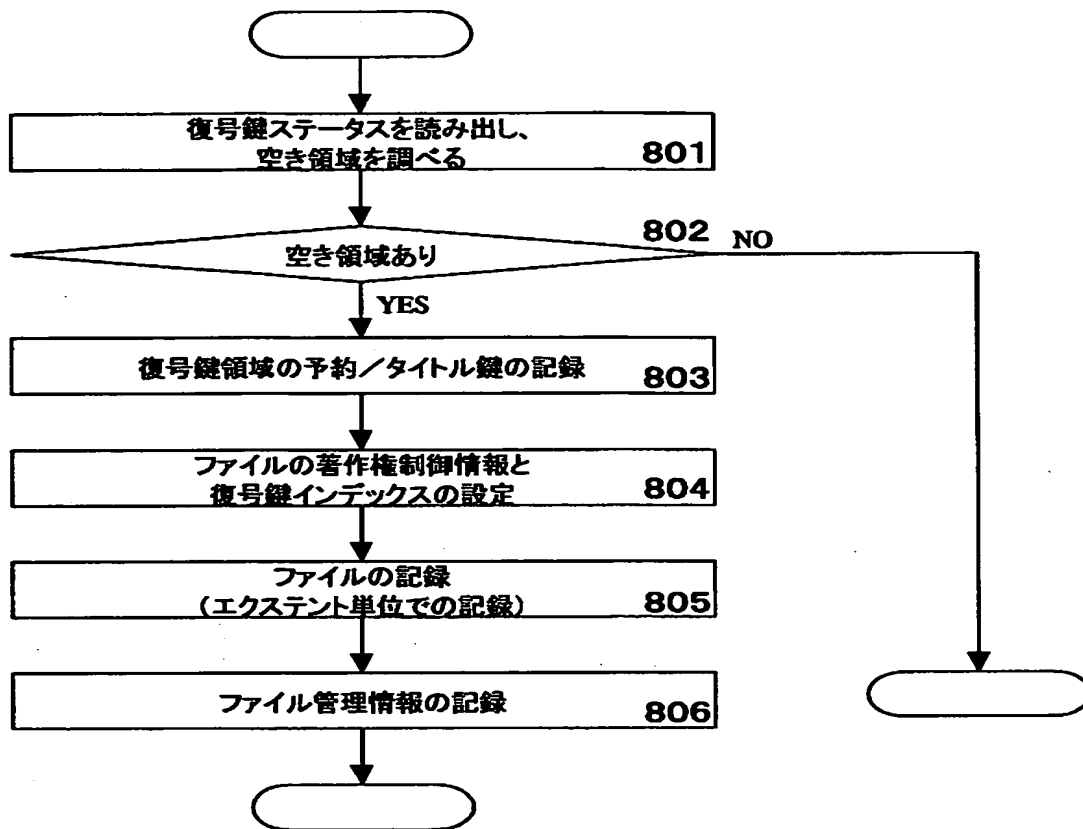 復号鍵ステータスを読み出し、
空き領域を調べる
801
802
NO
空き領域あり
YES
復号鍵領域の予約／タイトル鍵の記録
803
ファイルの著作権制御情報と
復号鍵インデックスの設定
804
ファイルの記録
（エクステント単位での記録）
805
ファイル管理情報の記録
806